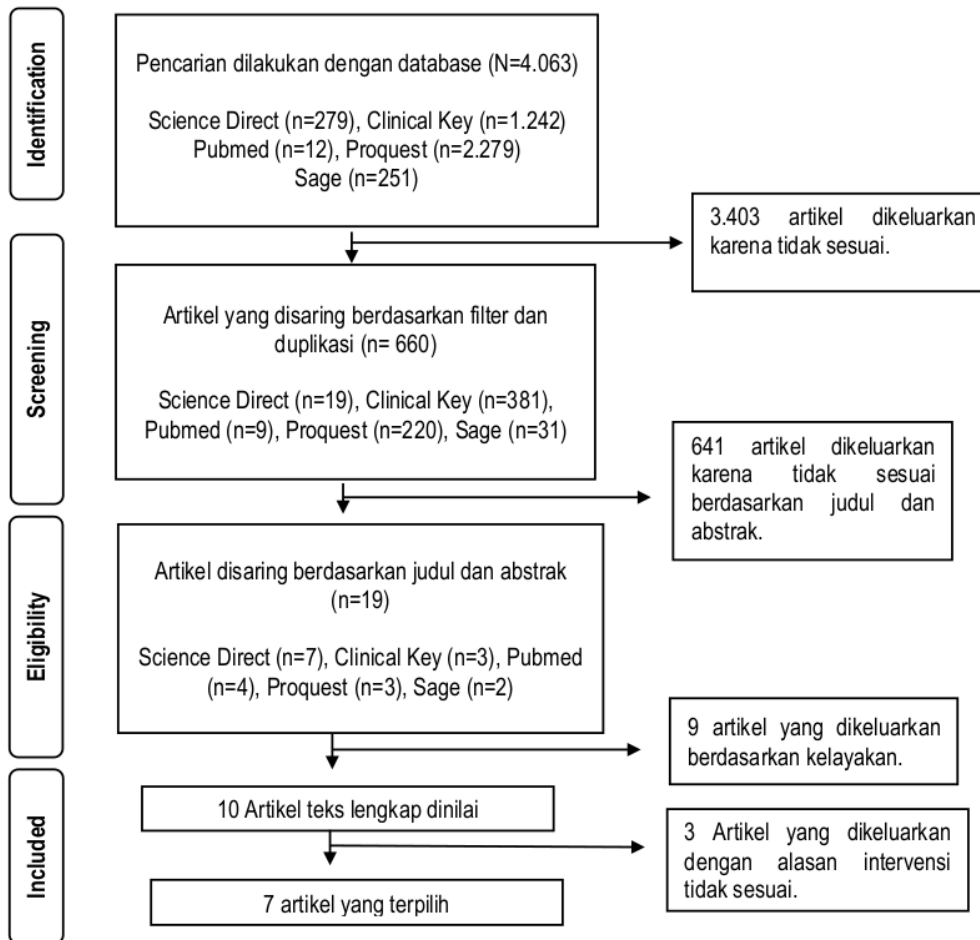 Identification
Pencarian dilakukan dengan database (N=4.063)
Science Direct (n=279), Clinical Key (n=1.242)
Pubmed (n=12), Proquest (n=2.279)
Sage (n=251)
3.403 artikel dikeluarkan
karena tidak sesuai.
Screening
Artikel yang disaring berdasarkan filter dan
duplikasi (n= 660)
Science Direct (n=19), Clinical Key (n=381),
Pubmed (n=9), Proquest (n=220), Sage (n=31)
641 artikel dikeluarkan
karena tidak sesuai
berdasarkan judul dan
abstrak.
Eligibility
Artikel disaring berdasarkan judul dan abstrak
(n=19)
Science Direct (n=7), Clinical Key (n=3), Pubmed
(n=4), Proquest (n=3), Sage (n=2)
9 artikel yang dikeluarkan
berdasarkan kelayakan.
Included
10 Artikel teks lengkap dinilai
3 Artikel yang dikeluarkan
dengan alasan intervensi
tidak sesuai.
7 artikel yang terpilih